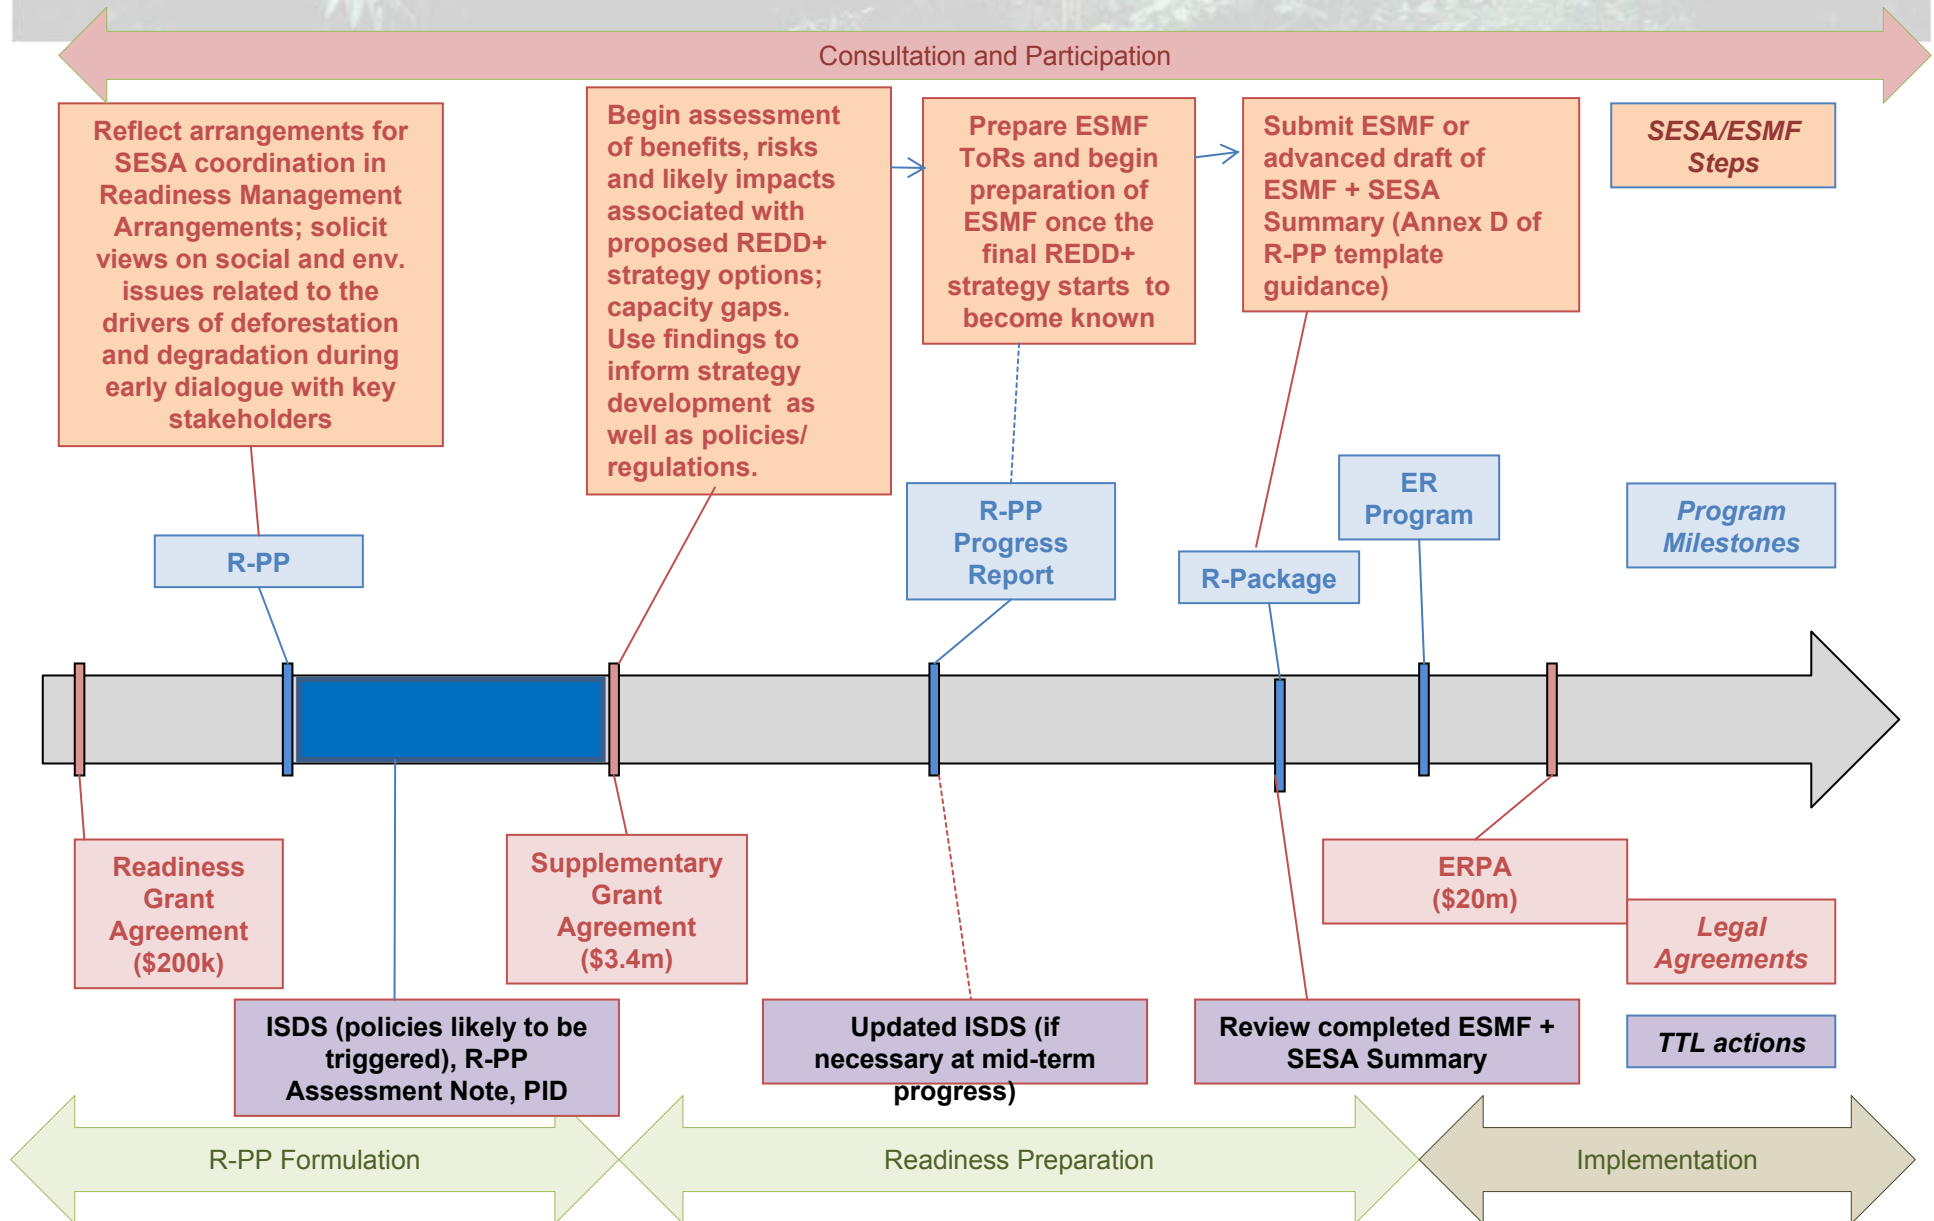 Consultation and Participation
Reflect arrangements for
SESA coordination in
Readiness Management
Arrangements; solicit
views on social and env.
issues related to the
drivers of deforestation
and degradation during
early dialogue with key
stakeholders
Begin assessment
of benefits, risks
and likely impacts
associated with
proposed REDD+
strategy options;
capacity gaps.
Use findings to
inform strategy
development as
well as policies/
regulations.
Prepare ESMF
ToRs and begin
preparation of
ESMF once the
final REDD+
strategy starts to
become known
Submit ESMF or
advanced draft of
ESMF + SESA
Summary (Annex D of
R-PP template
guidance)
SESA/ESMF
Steps
R-PP
R-PP
Progress
Report
R-Package
ER
Program
Program
Milestones
Readiness
Grant
Agreement
($200k)
Supplementary
Grant
Agreement
($3.4m)
ERPA
($20m)
Legal
Agreements
ISDS (policies likely to be
triggered), R-PP
Assessment Note, PID
Updated ISDS (if
necessary at mid-term
progress)
Review completed ESMF +
SESA Summary
TTL actions
R-PP Formulation
Readiness Preparation
Implementation